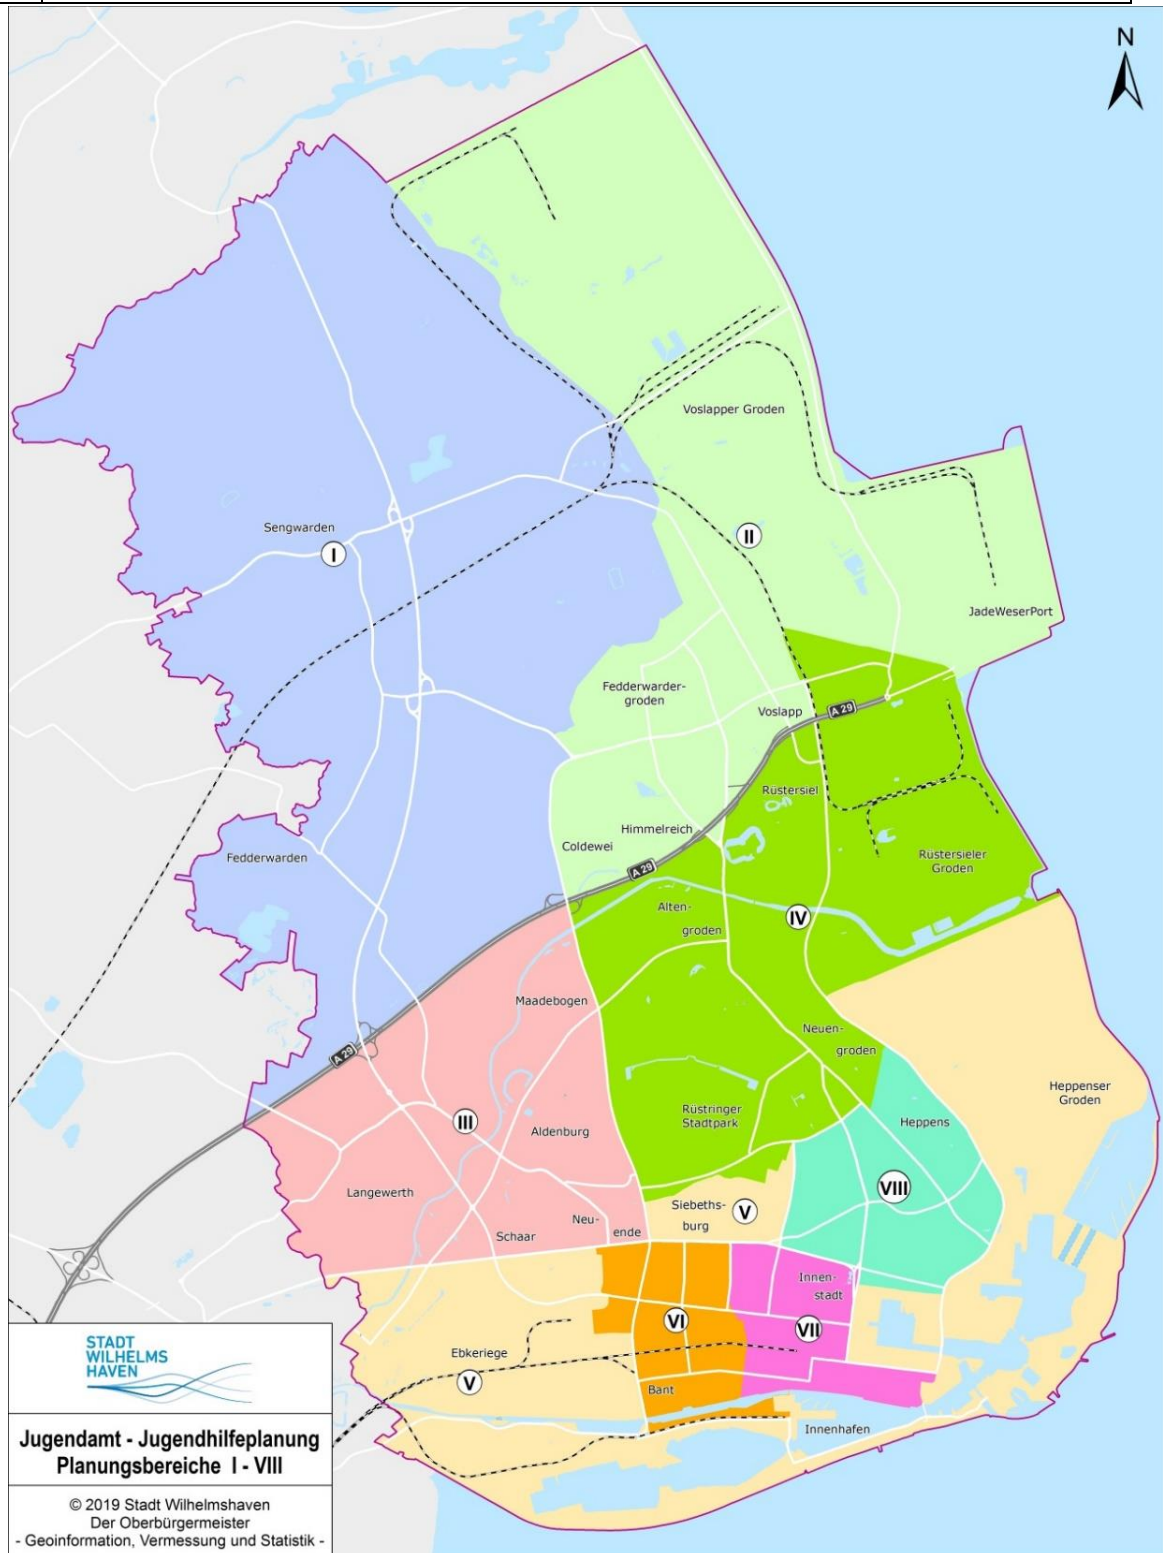 N
Voslapper Groden
Sengwarden
I
II
JadeWeserPort
Fedderwarder-
groden
Voslapp
A 29
Rüstersiel
Himmelreich
Coldewei
Fedderwarden
A 29
Rüstersieler
Groden
Alten-
groden
IV
Maadebogen
Neuen-
groden
A 29
Heppenser
Groden
Rüstringer
Stadtpark
III
Aldenburg
Heppens
VIII
Langewerth
Siebeths-
burg
V
Neu-
ende
Schaar
Innen-
stadt
VI
VII
Ebkeriege
V
Bant
Innenhafen
STADT
WILHELMS
HAVEN
Jugendamt - Jugendhilfeplanung
Planungsbereiche I - VIII
© 2019 Stadt Wilhelmshaven
Der Oberbürgermeister
- Geoinformation, Vermessung und Statistik -